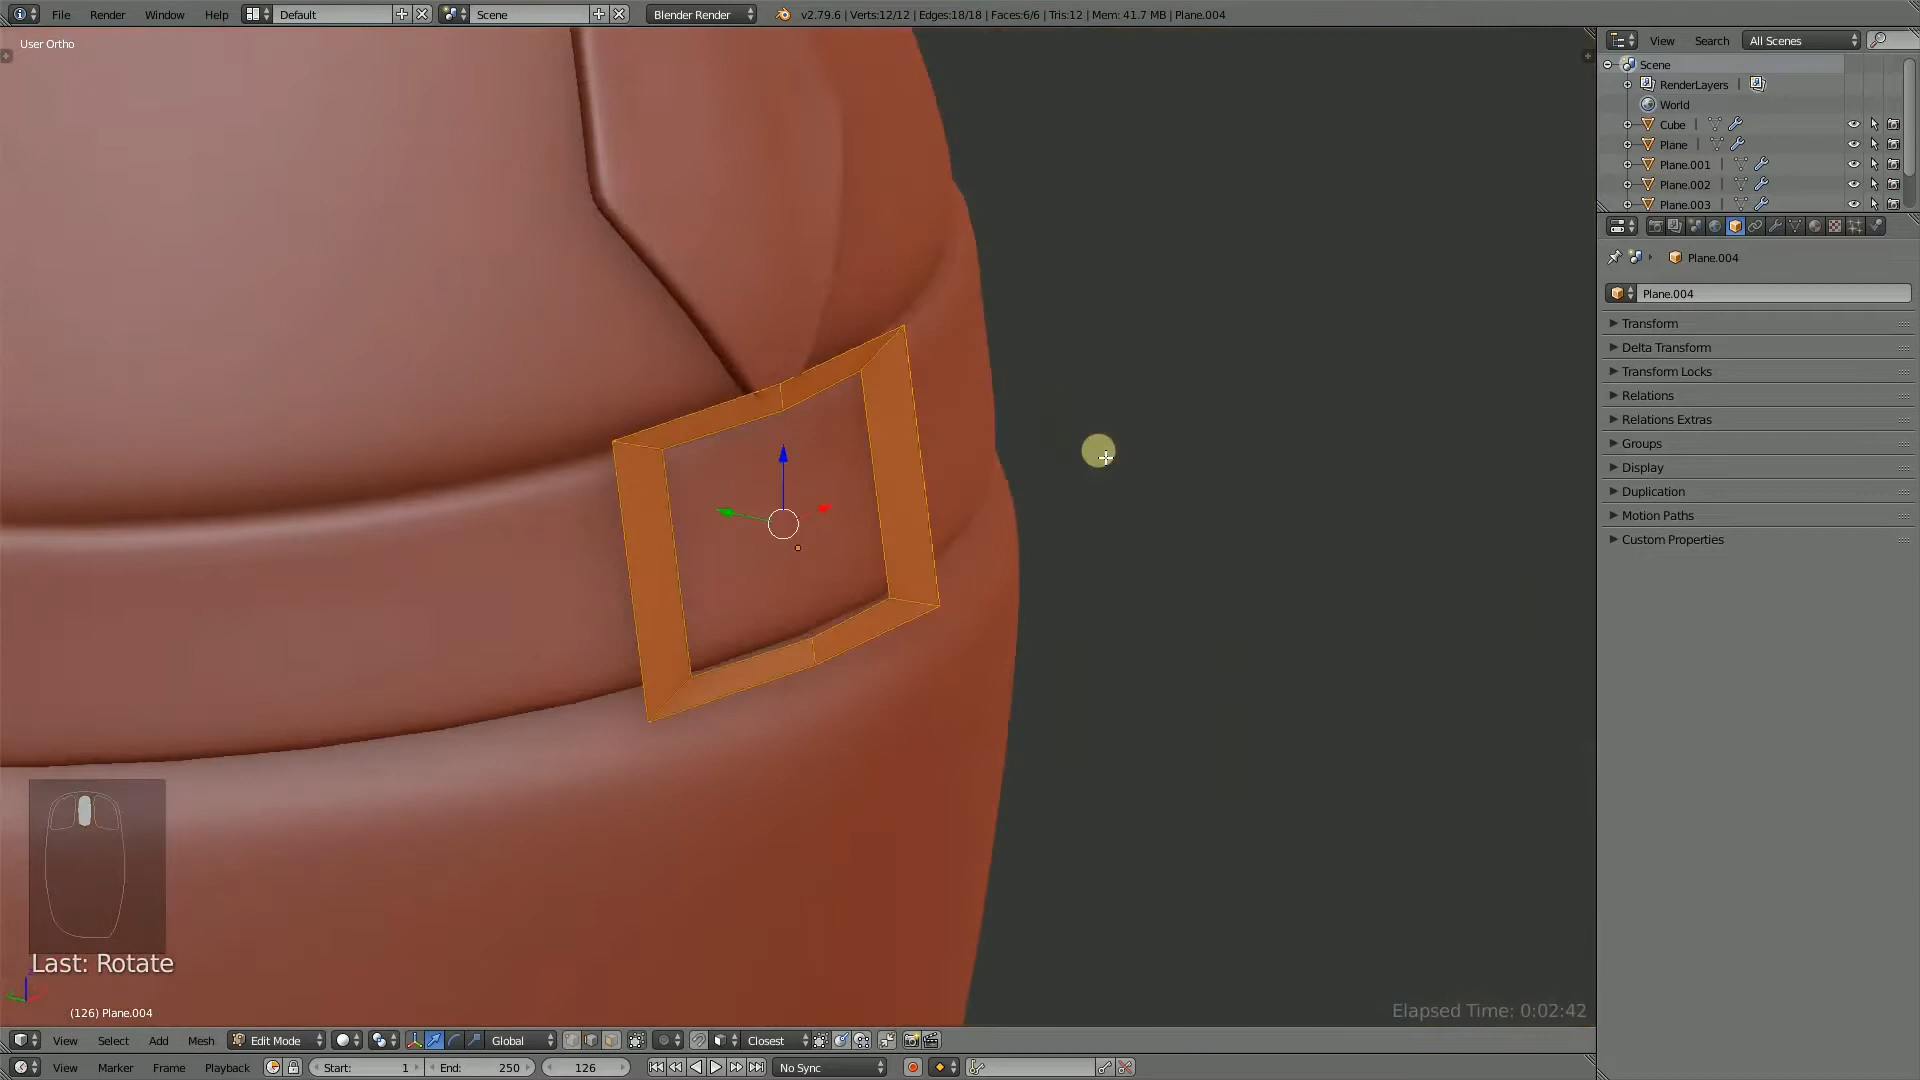 File Render Window Help Default Scene Blender Render v2.79.6 | Verts:12/12 | Edges:18/18 | Faces:6/6 | Tris:12 | Mem: 41.7 MB | Plane.004
User Ortho
View Search All Scenes
Scene
RenderLayers |
World
Cube |
Plane |
Plane.001 |
Plane.002 |
Plane.003 |
Plane.004
Plane.004
Transform
Delta Transform
Transform Locks
Relations
Relations Extras
Groups
Display
Duplication
Motion Paths
Custom Properties
Last: Rotate
(126) Plane.004
Elapsed Time: 0:02:42
View Select Add Mesh Edit Mode Global Closest
View Marker Frame Playback Start: 1 End: 250 126 No Sync